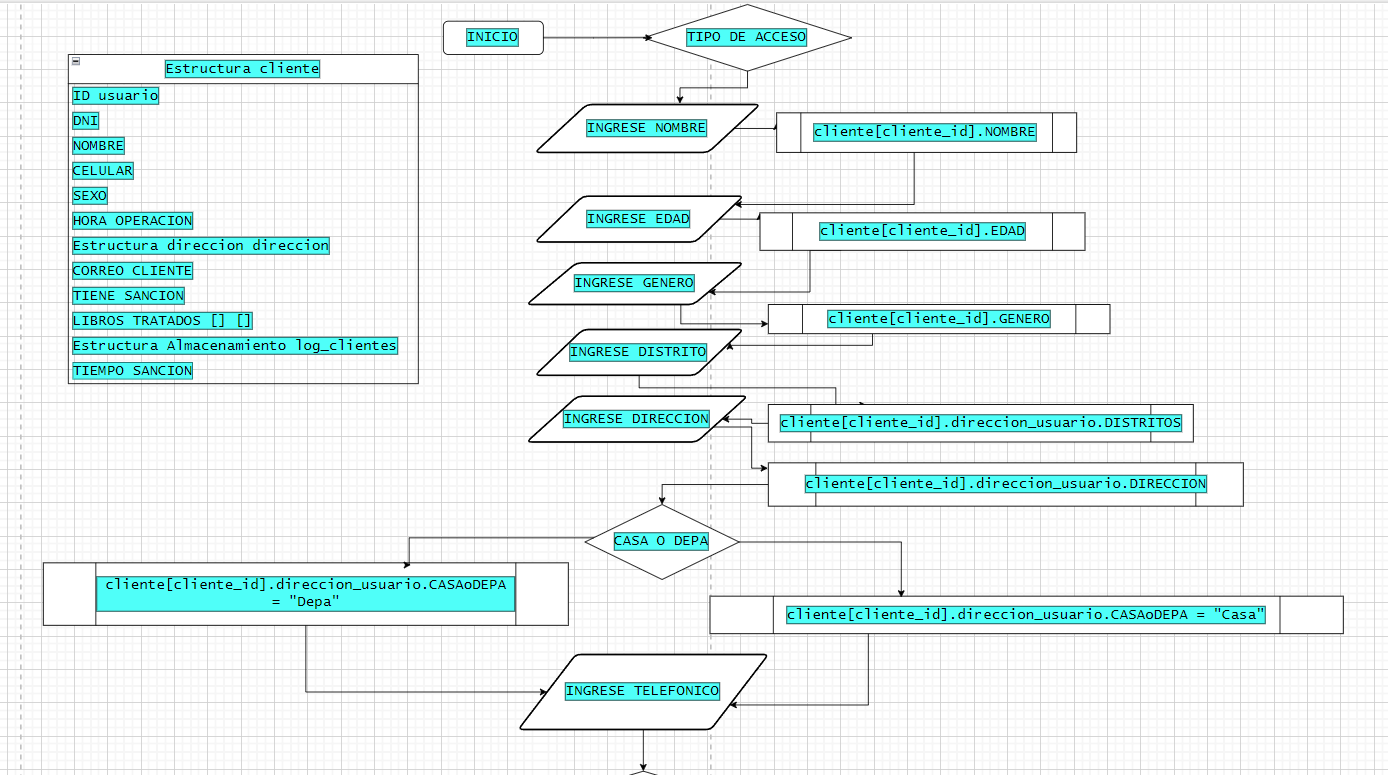 INICIO
TIPO DE ACCESO
Estructura cliente
ID usuario
DNI
NOMBRE
CELULAR
SEXO
HORA OPERACION
Estructura direccion direccion
CORREO CLIENTE
TIENE SANCION
LIBROS TRATADOS [] []
Estructura Almacenamiento log_clientes
TIEMPO SANCION
INGRESE NOMBRE
cliente[cliente_id].NOMBRE
INGRESE EDAD
cliente[cliente_id].EDAD
INGRESE GENERO
cliente[cliente_id].GENERO
INGRESE DISTRITO
INGRESE DIRECCION
cliente[cliente_id].direccion_usuario.DISTRITOS
cliente[cliente_id].direccion_usuario.DIRECCION
CASA O DEPA
cliente[cliente_id].direccion_usuario.CASAoDEPA
= "Depa"
cliente[cliente_id].direccion_usuario.CASAoDEPA = "Casa"
INGRESE TELEFONICO